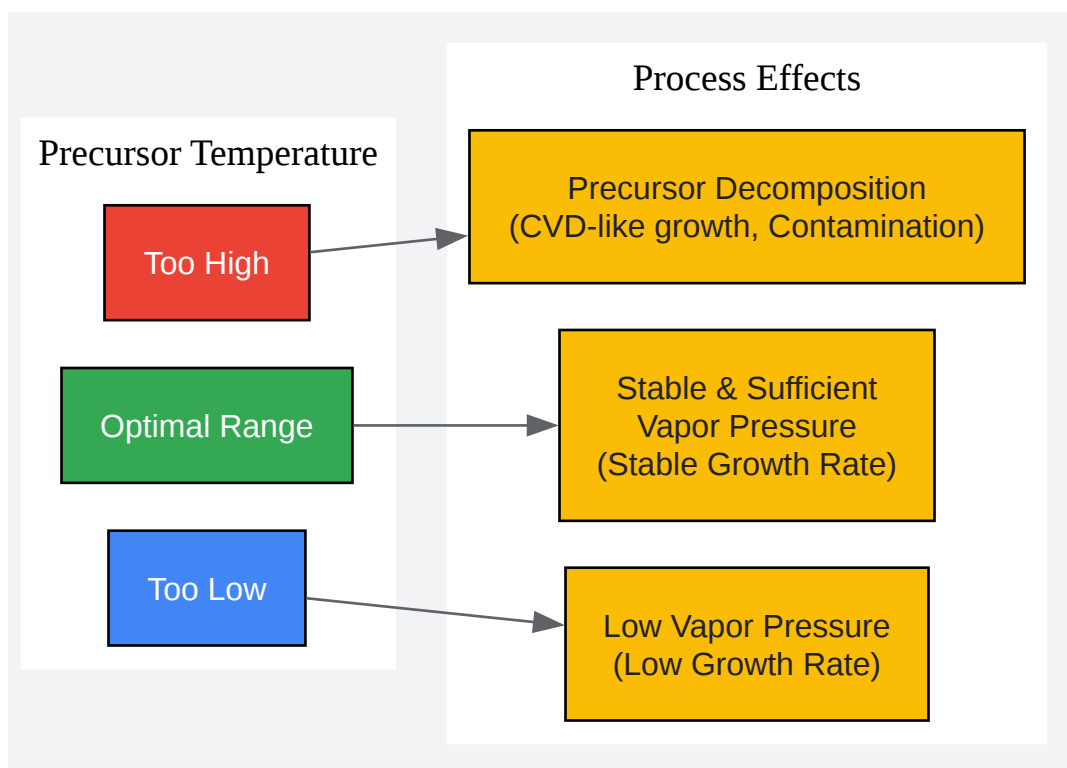 Process Effects
Precursor Temperature
Too High
Precursor Decomposition
(CVD-like growth, Contamination)
Optimal Range
Stable & Sufficient
Vapor Pressure
(Stable Growth Rate)
Too Low
Low Vapor Pressure
(Low Growth Rate)